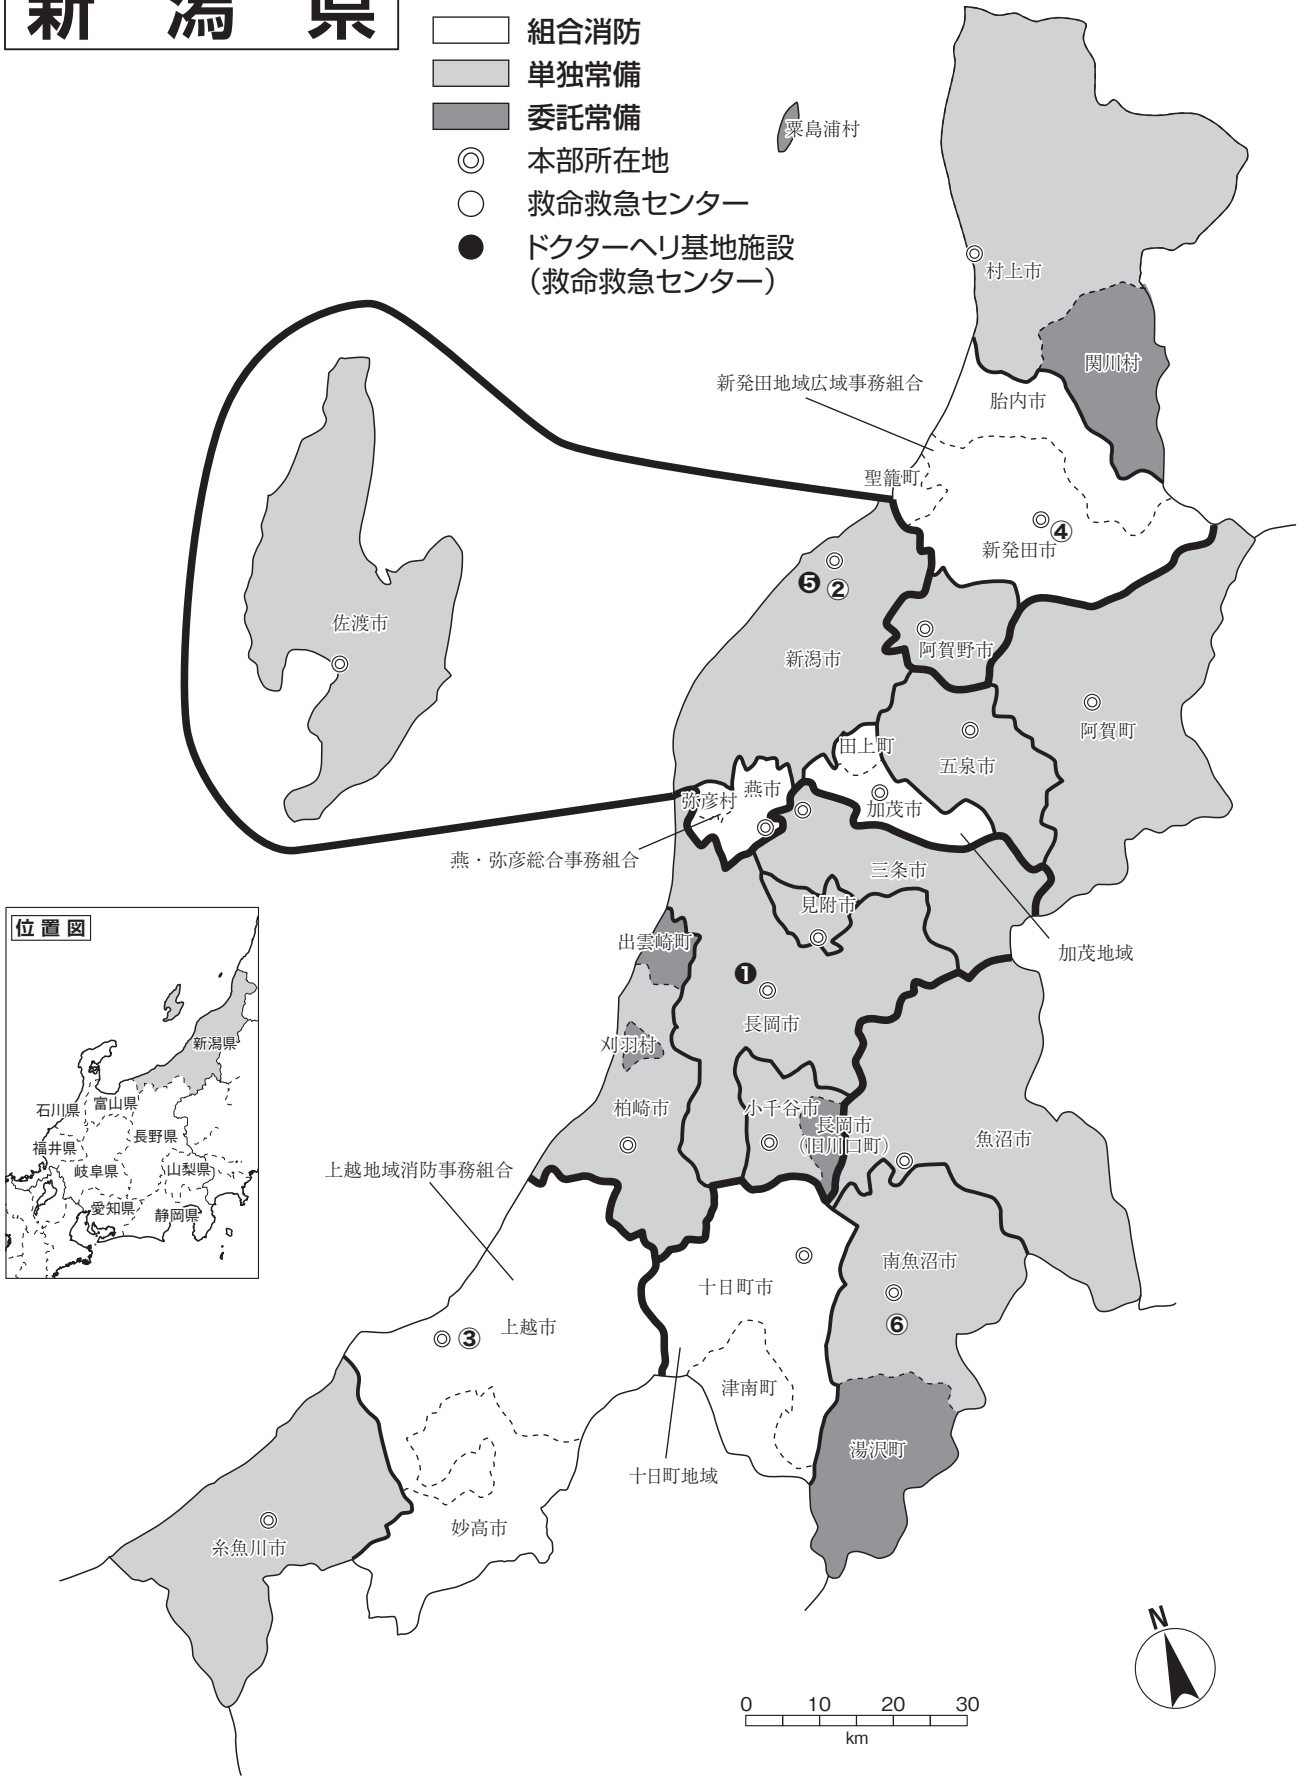 新潟県
組合消防
単独常備
委託常備
本部所在地
救命救急センター
ドクターヘリ基地施設
（救命救急センター）
粟島浦村
村上市
関川村
新発田地域広域事務組合
胎内市
聖籠町
④
新発田市
⑤
②
佐渡市
阿賀野市
新潟市
阿賀町
田上町
五泉市
燕市
弥彦村
加茂市
燕・弥彦総合事務組合
三条市
見附市
位置図
出雲崎町
加茂地域
①
長岡市
新潟県
刈羽村
石川県
富山県
柏崎市
小千谷市
長岡市
（旧川口町）
魚沼市
長野県
福井県
岐阜県
山梨県
上越地域消防事務組合
愛知県
静岡県
南魚沼市
十日町市
⑥
上越市
③
津南町
湯沢町
十日町地域
妙高市
糸魚川市
N
0 10 20 30
km